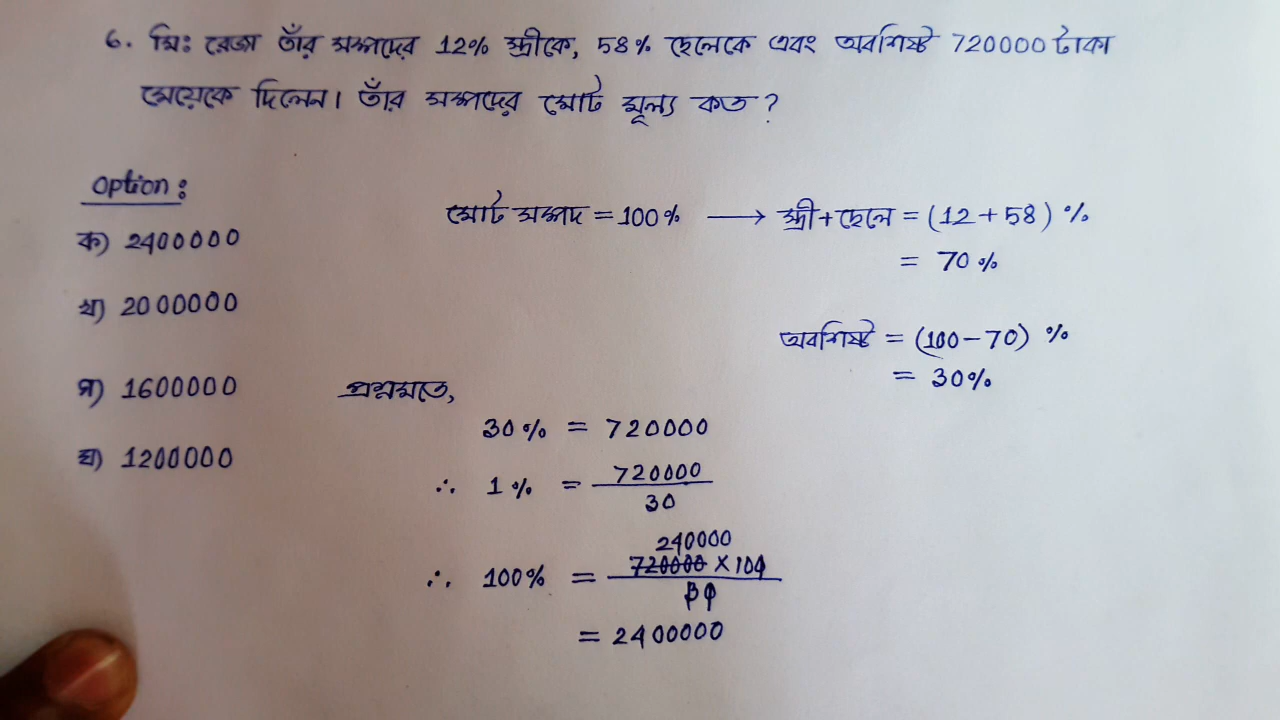 6. মি: রেজা তাঁর সম্পদের 12% স্ত্রীকে, 58% ছেলেকে এবং অবশিষ্ট 720000 টাকা
মেয়েকে দিলেন। তাঁর সম্পদের মোট মূল্য কত?
Option:
ক) 2400000
খ) 2000000
গ) 1600000
ঘ) 1200000
মোট সম্পদ = 100% ⟶ স্ত্রী + ছেলে = (12 + 58) %
= 70%
অবশিষ্ট = (100 - 70) %
= 30%
প্রশ্নমতে,
30% = 720000
∴ 1% = 720000
30
240000
∴ 100% = 720000 × 100
30
= 2400000